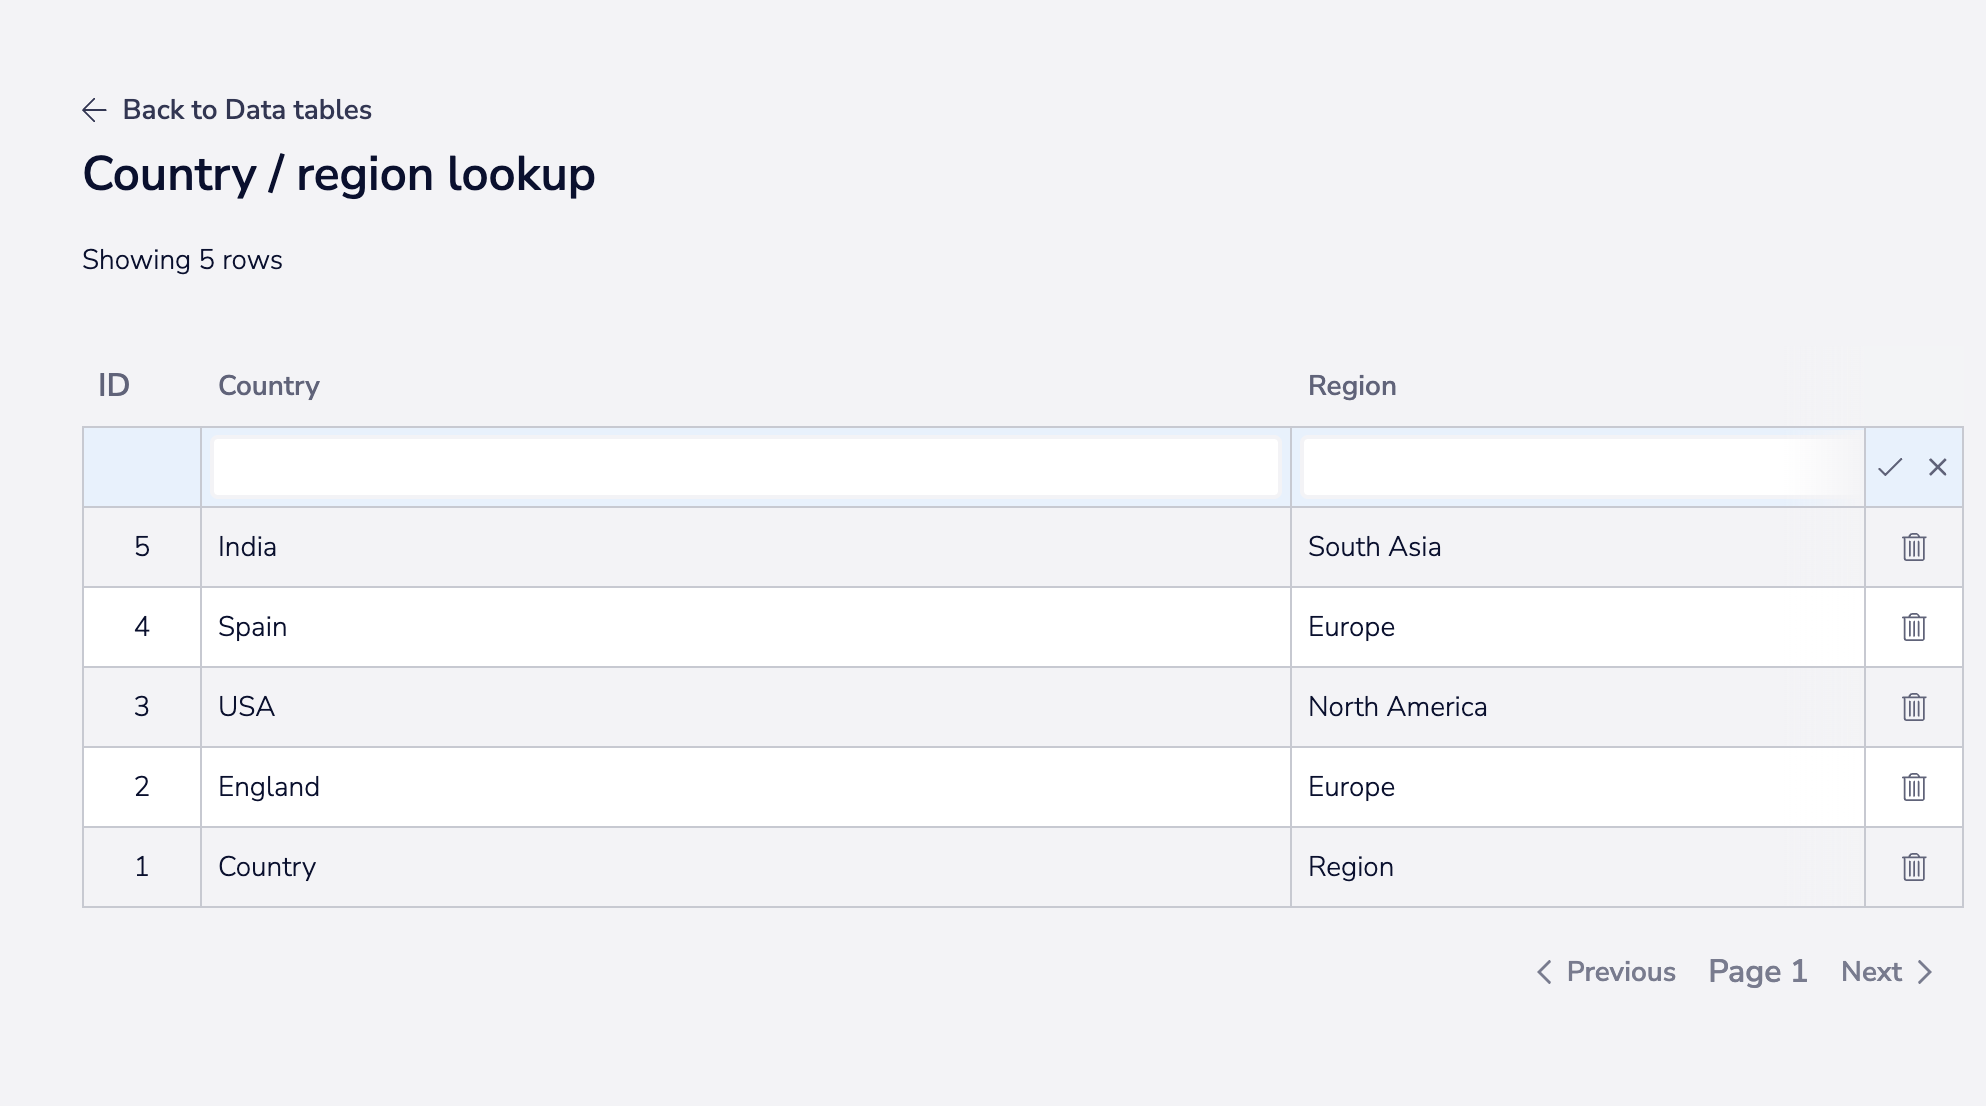 Back to Data tables
Country / region lookup
Showing 5 rows
ID Country Region
5 India South Asia
4 Spain Europe
3 USA North America
2 England Europe
1 Country Region
Previous Page 1 Next